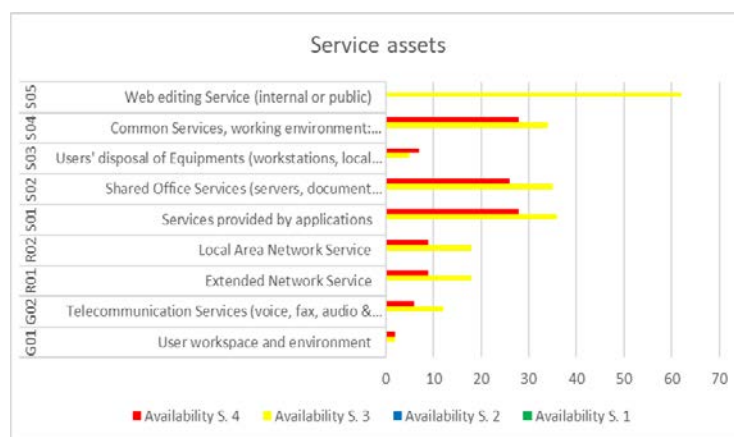 Service assets
S05 Web editing Service (internal or public)
S04 Common Services, working environment:...
S03 Users' disposal of Equipments (workstations, local...
S02 Shared Office Services (servers, document...
S01 Services provided by applications
R02 Local Area Network Service
R01 Extended Network Service
G02 Telecommunication Services (voice, fax, audio &...
G01 User workspace and environment
0 10 20 30 40 50 60 70
Availability S. 4 Availability S. 3 Availability S. 2 Availability S. 1